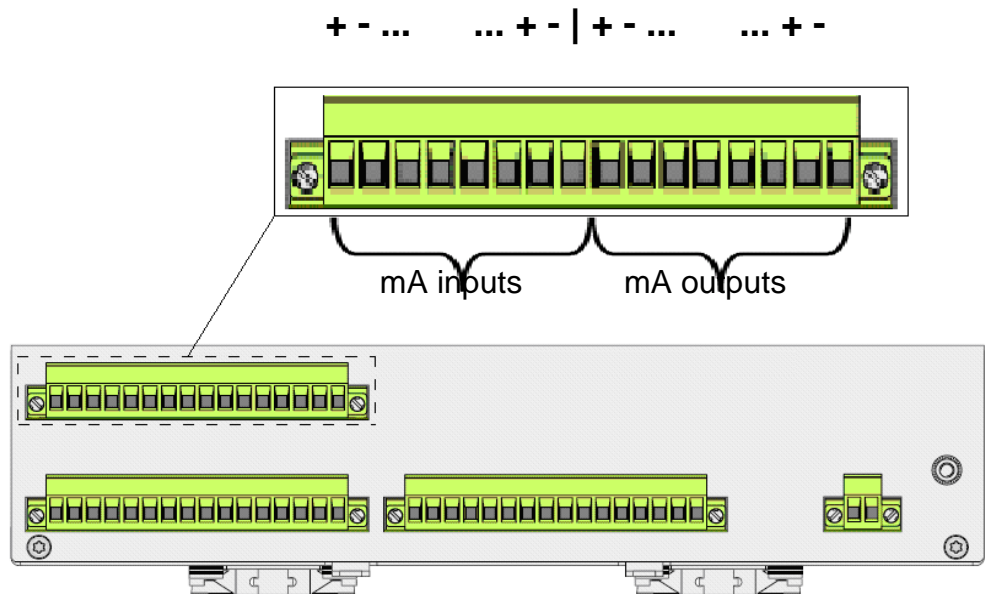 + - ... ... + - | + - ... ... + -
mA inputs mA outputs